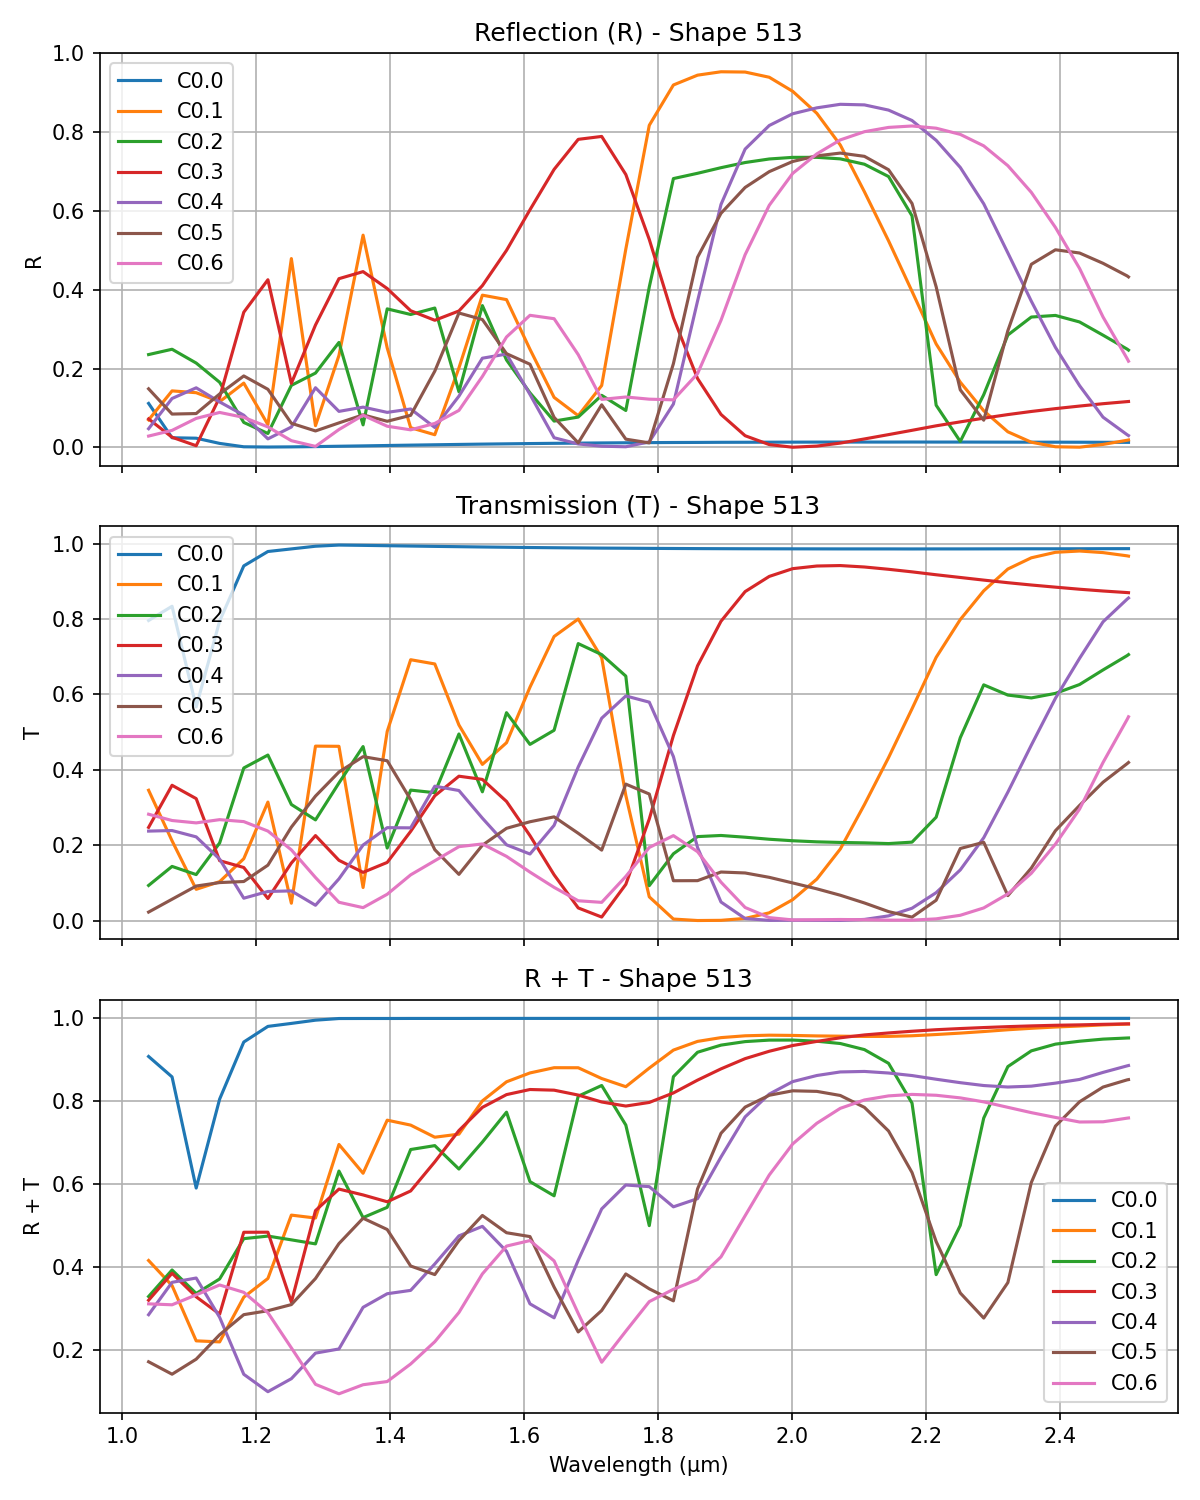 Reflection (R) - Shape 513
1.0
0.8
0.6
0.4
0.2
0.0
R
C0.0
C0.1
C0.2
C0.3
C0.4
C0.5
C0.6
Transmission (T) - Shape 513
1.0
0.8
0.6
0.4
0.2
0.0
T
C0.0
C0.1
C0.2
C0.3
C0.4
C0.5
C0.6
R + T - Shape 513
1.0
0.8
0.6
0.4
0.2
R + T
C0.0
C0.1
C0.2
C0.3
C0.4
C0.5
C0.6
1.0 1.2 1.4 1.6 1.8 2.0 2.2 2.4
Wavelength (μm)